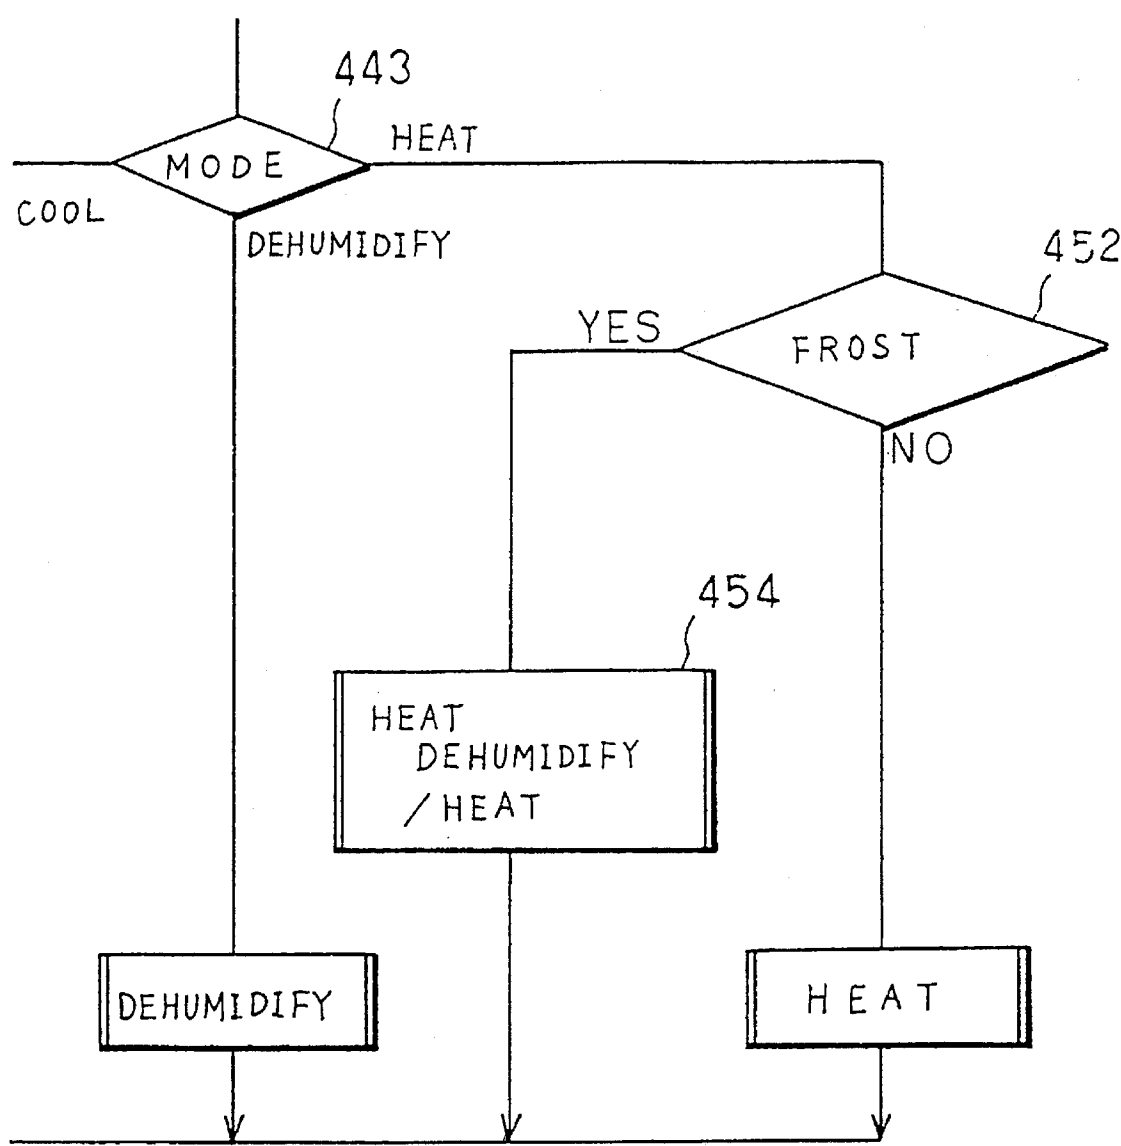 443
HEAT
MODE
COOL
DEHUMIDIFY
452
YES
FROST
NO
454
HEAT
DEHUMIDIFY
/HEAT
DEHUMIDIFY
HEAT